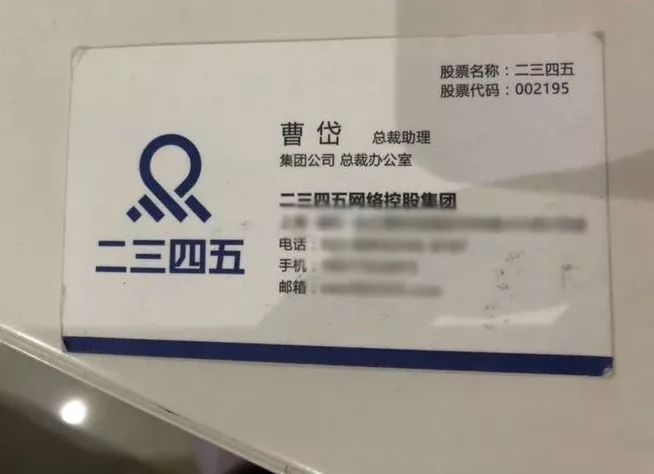 股票名称：二三四五
股票代码：002195
曹岱 总裁助理
集团公司 总裁办公室
二三四五网络控股集团
电话：
手机：
邮箱：
二三四五